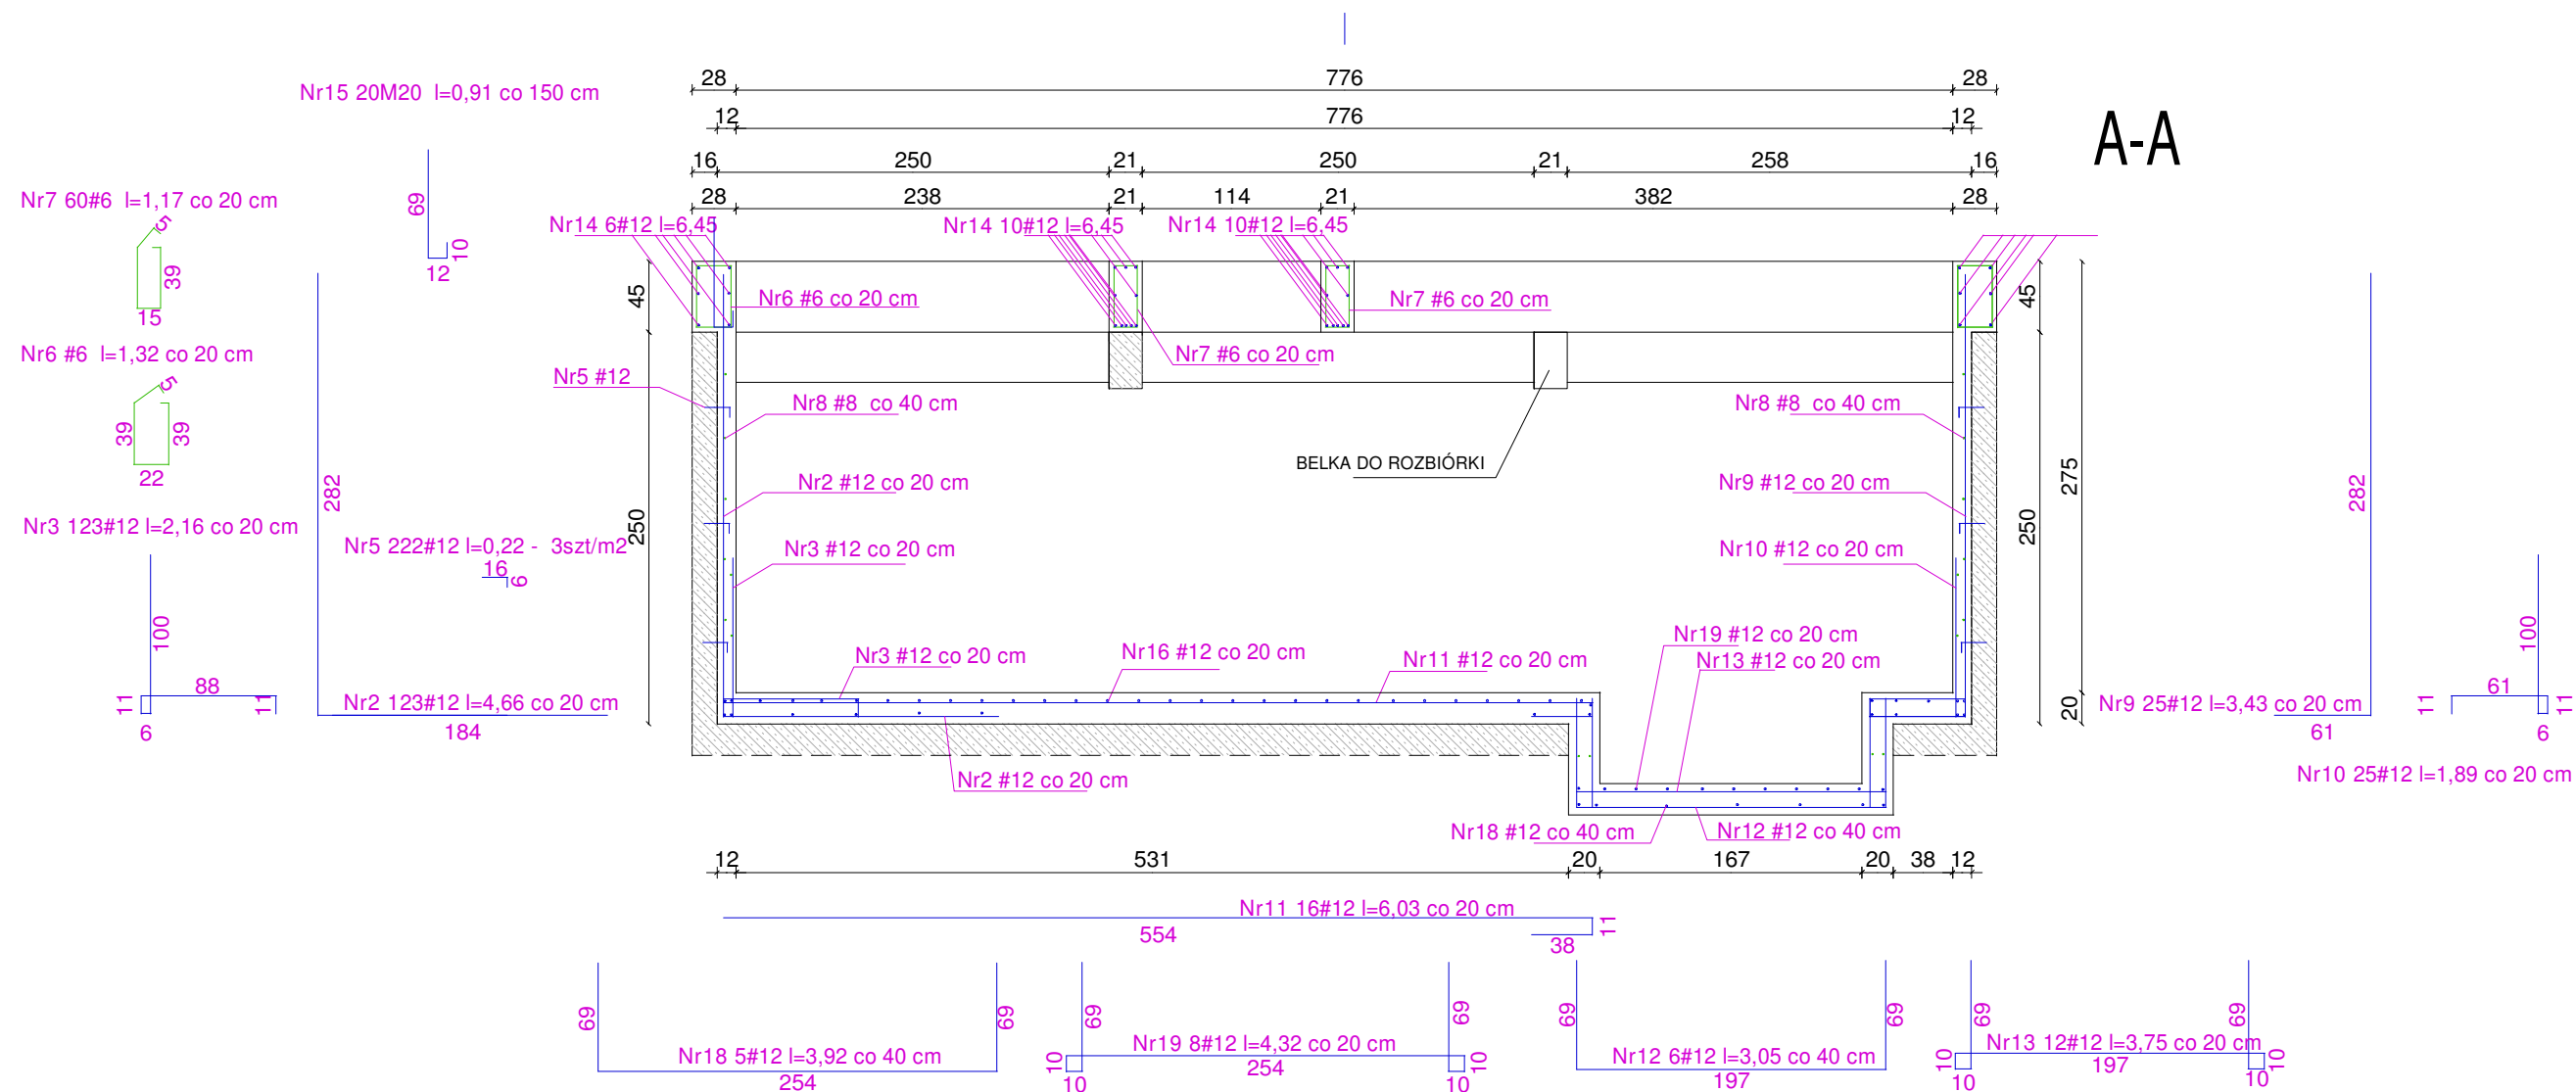 28 776 28
Nr15 20M20 l=0,91 co 150 cm
12 776 12
A-A
16 250 21 250 21 258 16
28 238 21 114 21 382 28
Nr7 60#6 l=1,17 co 20 cm
5
39
15
69
10
12
Nr14 6#12 l=6,45
Nr14 10#12 l=6,45
Nr14 10#12 l=6,45
45
Nr6 #6 co 20 cm
Nr7 #6 co 20 cm
45
Nr6 #6 l=1,32 co 20 cm
Nr7 #6 co 20 cm
5
39
39
22
Nr5 #12
Nr8 #8 co 40 cm
Nr8 #8 co 40 cm
BELKA DO ROZBIÓRKI
282
Nr2 #12 co 20 cm
Nr9 #12 co 20 cm
275
282
Nr3 123#12 l=2,16 co 20 cm
250
250
Nr5 222#12 l=0,22 - 3szt/m2
16
6
Nr3 #12 co 20 cm
Nr10 #12 co 20 cm
100
100
Nr19 #12 co 20 cm
Nr3 #12 co 20 cm
Nr16 #12 co 20 cm
Nr11 #12 co 20 cm
Nr13 #12 co 20 cm
88
11
11
6
Nr2 123#12 l=4,66 co 20 cm
184
20
Nr9 25#12 l=3,43 co 20 cm
61
61
11
11
6
Nr2 #12 co 20 cm
Nr10 25#12 l=1,89 co 20 cm
Nr18 #12 co 40 cm
Nr12 #12 co 40 cm
12 531 20 167 20 38 12
Nr11 16#12 l=6,03 co 20 cm
554
38
11
69
69
Nr18 5#12 l=3,92 co 40 cm
254
69
69
Nr19 8#12 l=4,32 co 20 cm
254
10
10
10
10
69
69
Nr12 6#12 l=3,05 co 40 cm
197
69
69
Nr13 12#12 l=3,75 co 20 cm
197
10
10
10
10